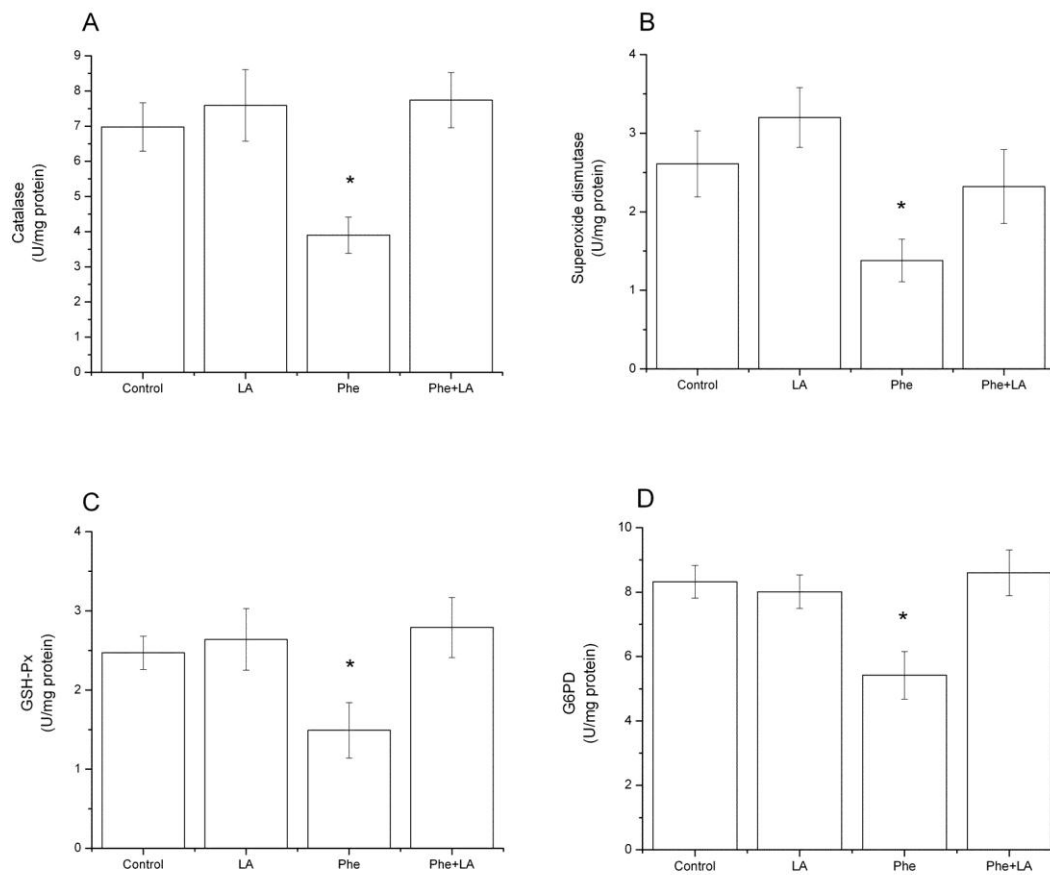 A
9
8
7
6
5
4
3
2
1
0
Catalase
(U/mg protein)
*
Control LA Phe Phe+LA
B
4
3
2
1
0
Superoxide dismutase
(U/mg protein)
*
Control LA Phe Phe+LA
C
4
3
2
1
0
GSH-Px
(U/mg protein)
*
Control LA Phe Phe+LA
D
10
8
6
4
2
0
G6PD
(U/mg protein)
*
Control LA Phe Phe+LA